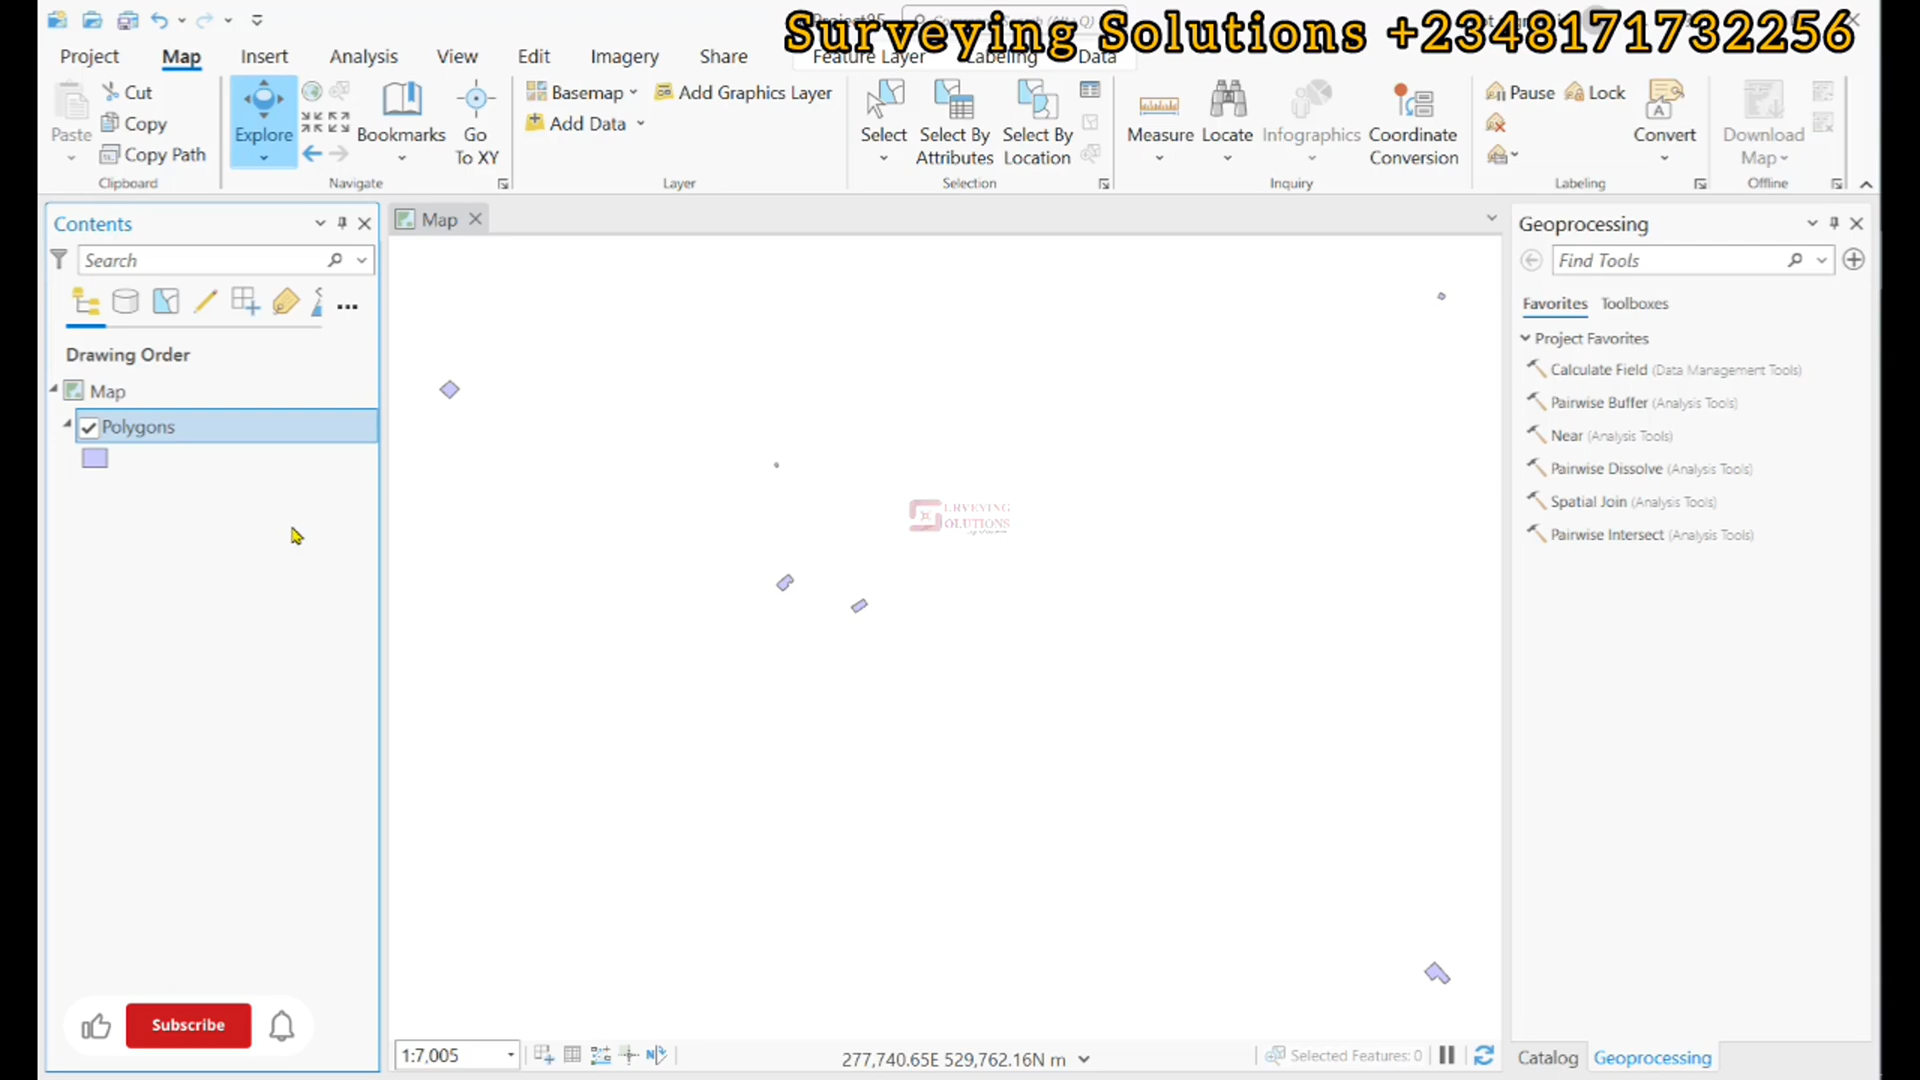 Surveying Solutions +2348171732256
Project Map Insert Analysis View Edit Imagery Share Feature Layer Labeling Data
Cut
Copy
Copy Path
Paste
Clipboard
Explore
Bookmarks
Go To XY
Navigate
Basemap
Add Graphics Layer
Add Data
Layer
Select
Select By Attributes
Select By Location
Selection
Measure
Locate
Infographics
Coordinate Conversion
Inquiry
Pause
Lock
Convert
Labeling
Download Map
Offline
Contents
Search
Drawing Order
Map
Polygons
Map
SURVEYING
SOLUTIONS
Geoprocessing
Find Tools
Favorites Toolboxes
Project Favorites
Calculate Field (Data Management Tools)
Pairwise Buffer (Analysis Tools)
Near (Analysis Tools)
Pairwise Dissolve (Analysis Tools)
Spatial Join (Analysis Tools)
Pairwise Intersect (Analysis Tools)
Subscribe
1:7,005
277,740.65E 529,762.16N m
Selected Features: 0
Catalog Geoprocessing